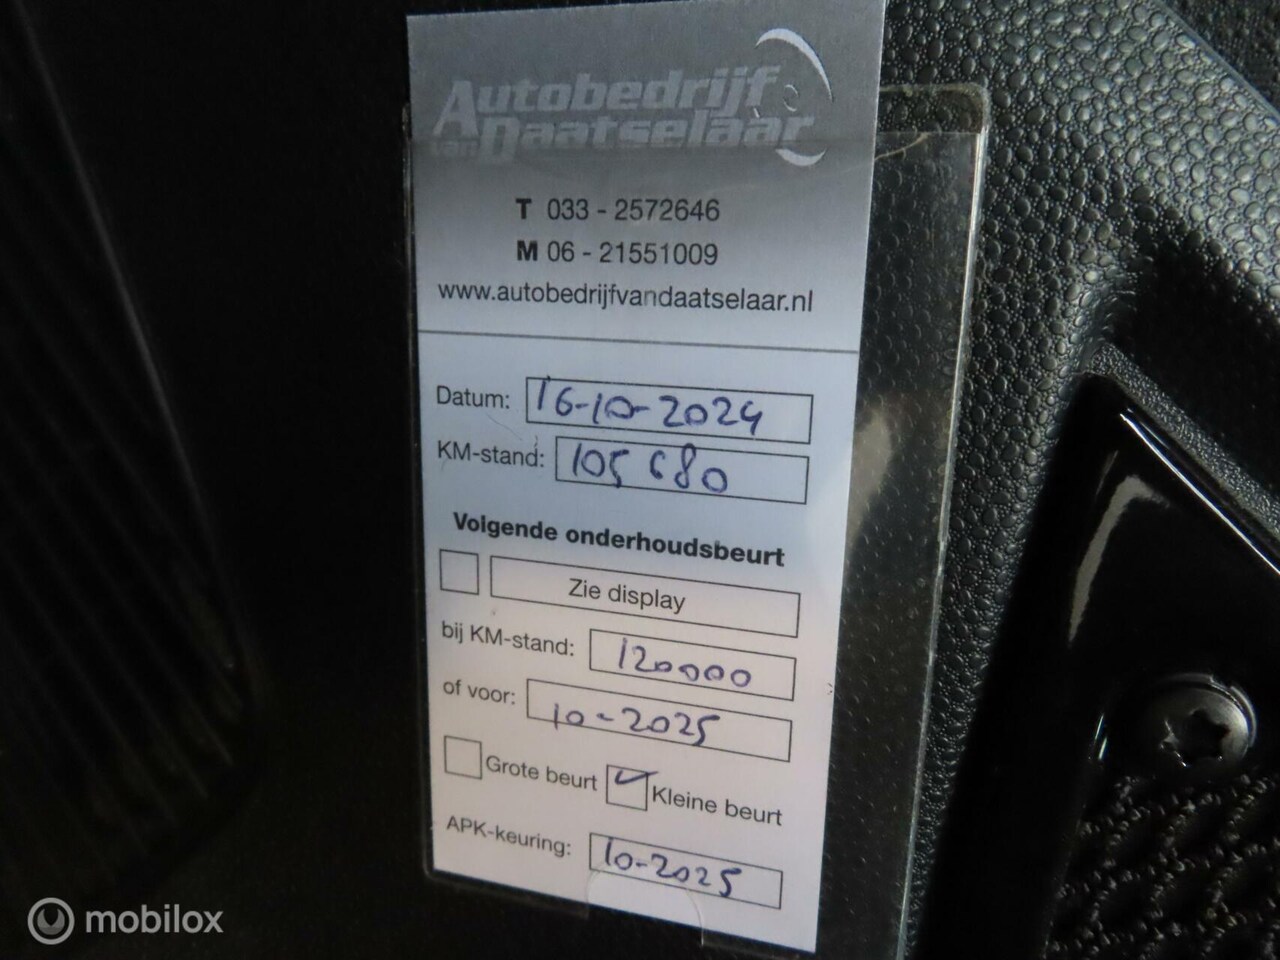 Autobedrijf
van Daatselaar
T 033 - 2572646
M 06 - 21551009
www.autobedrijfvandaatselaar.nl
Datum: 16-10-2024
KM-stand: 105680
Volgende onderhoudsbeurt
Zie display
bij KM-stand: 120000
of voor: 10-2025
Grote beurt Kleine beurt
APK-keuring: 10-2025
mobilox